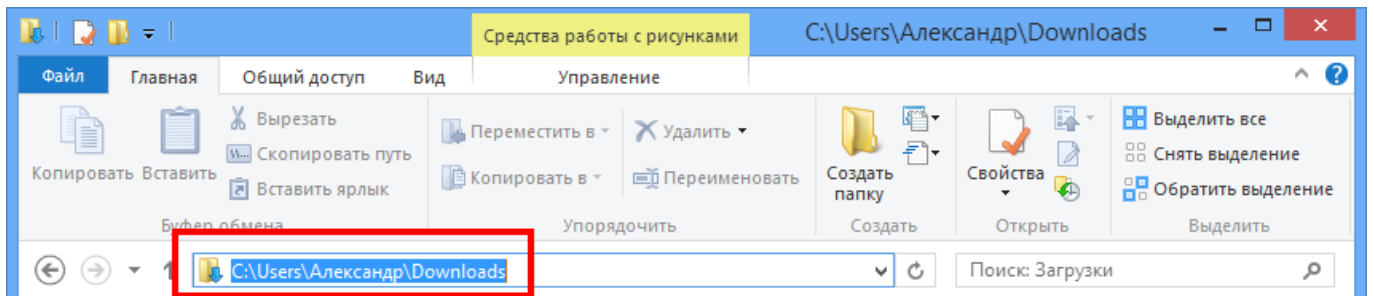 Средства работы с рисунками
C:\Users\Александр\Downloads
Файл Главная Общий доступ Вид Управление
Копировать
Вставить
Вырезать
Скопировать путь
Вставить ярлык
Буфер обмена
Переместить в
Копировать в
Удалить
Переименовать
Упорядочить
Создать
папку
Создать
Свойства
Открыть
Выделить все
Снять выделение
Обратить выделение
Выделить
C:\Users\Александр\Downloads
Поиск: Загрузки